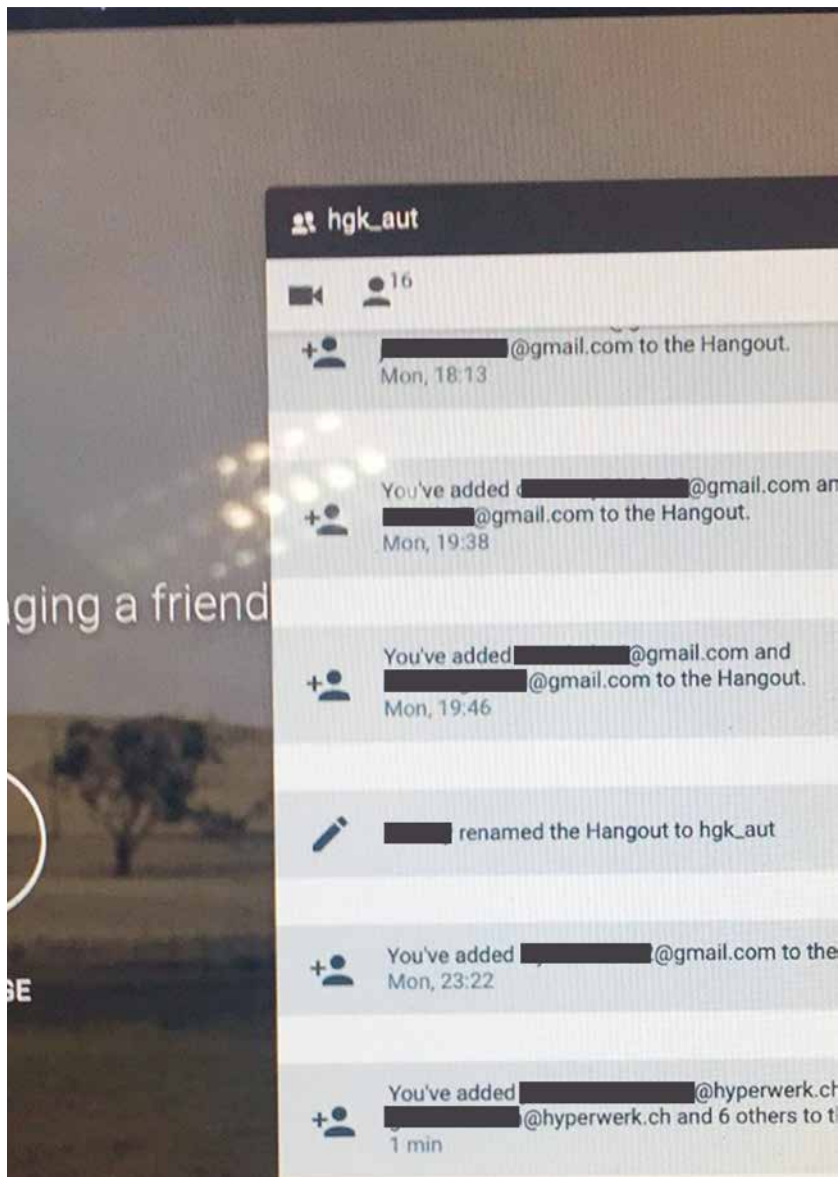 hgk_aut
16
@gmail.com to the Hangout.
Mon, 18:13
You've added @gmail.com an
@gmail.com to the Hangout.
Mon, 19:38
ging a friend
You've added @gmail.com and
@gmail.com to the Hangout.
Mon, 19:46
renamed the Hangout to hgk_aut
You've added @gmail.com to the
Mon, 23:22
GE
You've added @hyperwerk.ch
@hyperwerk.ch and 6 others to t
1 min